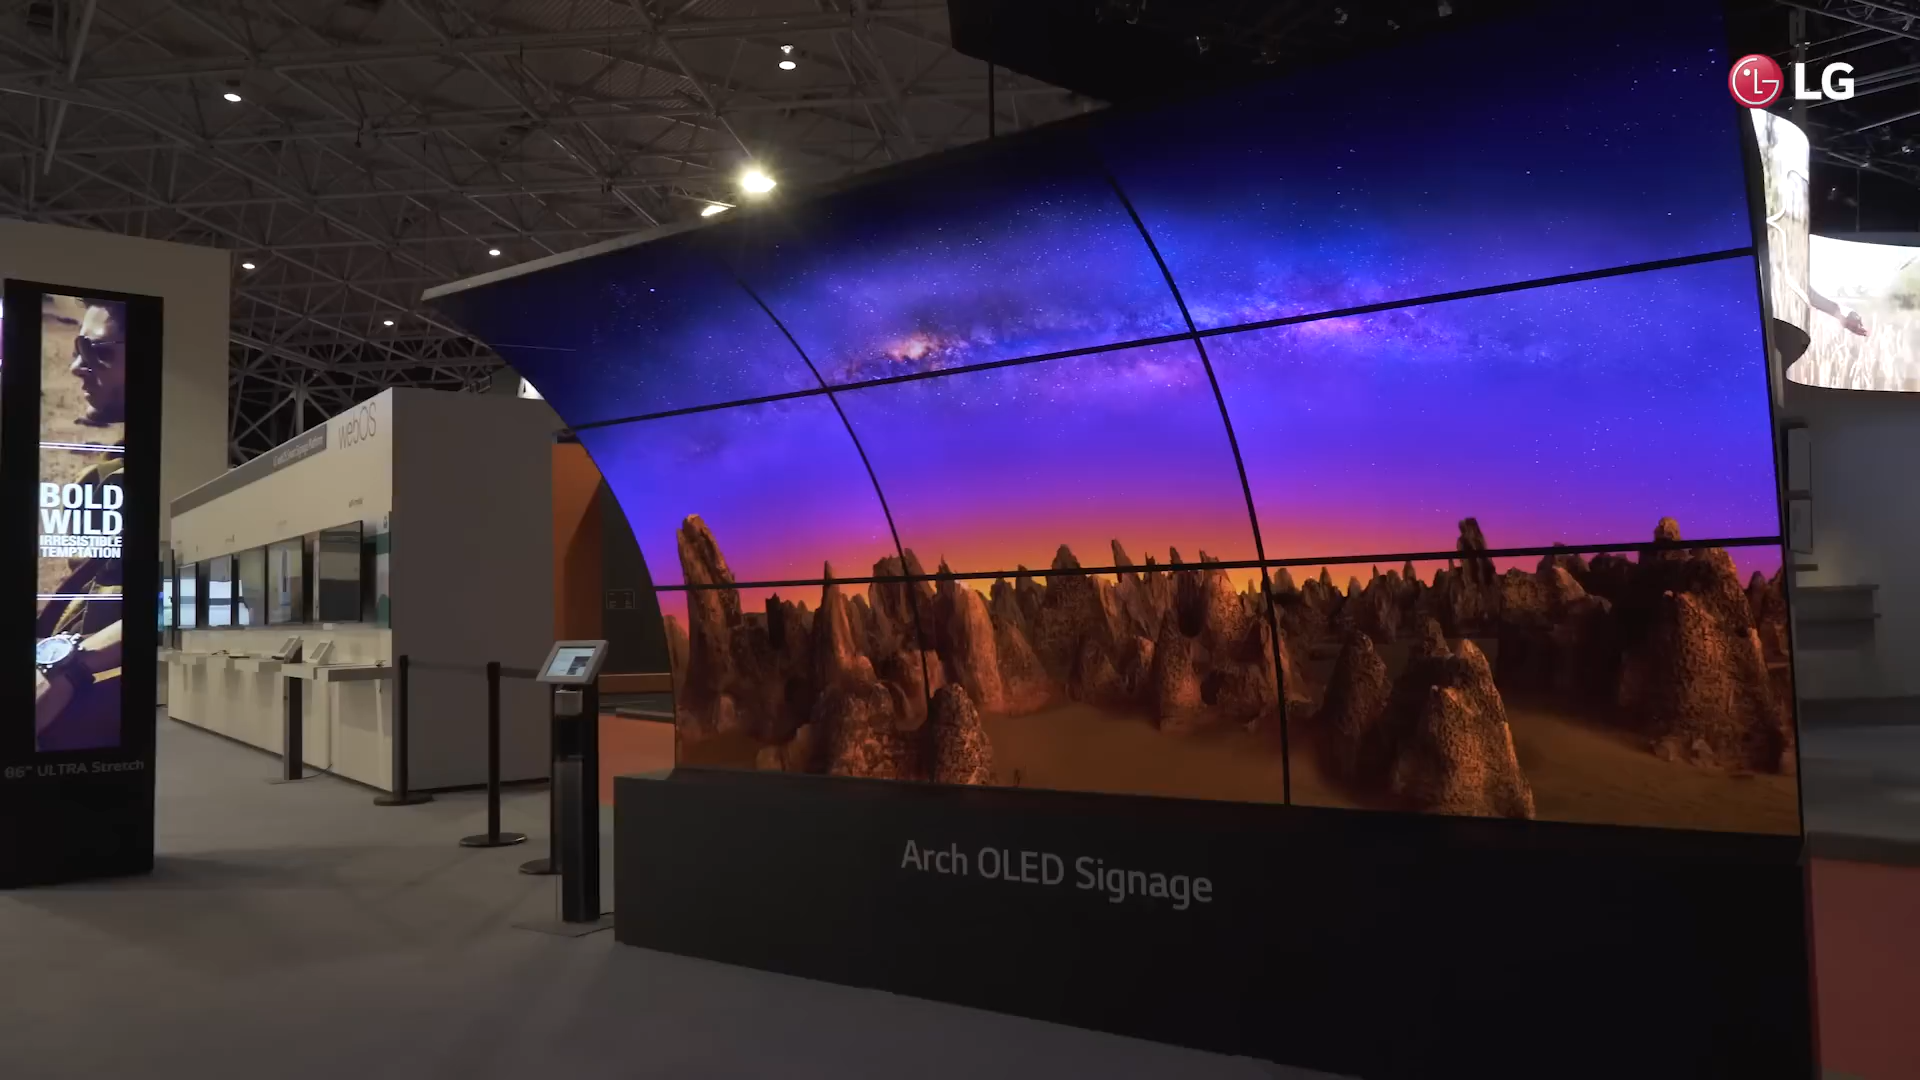 LG
webOS
BOLD
WILD
IRRESISTIBLE
TEMPTATION
86" ULTRA Stretch
Arch OLED Signage